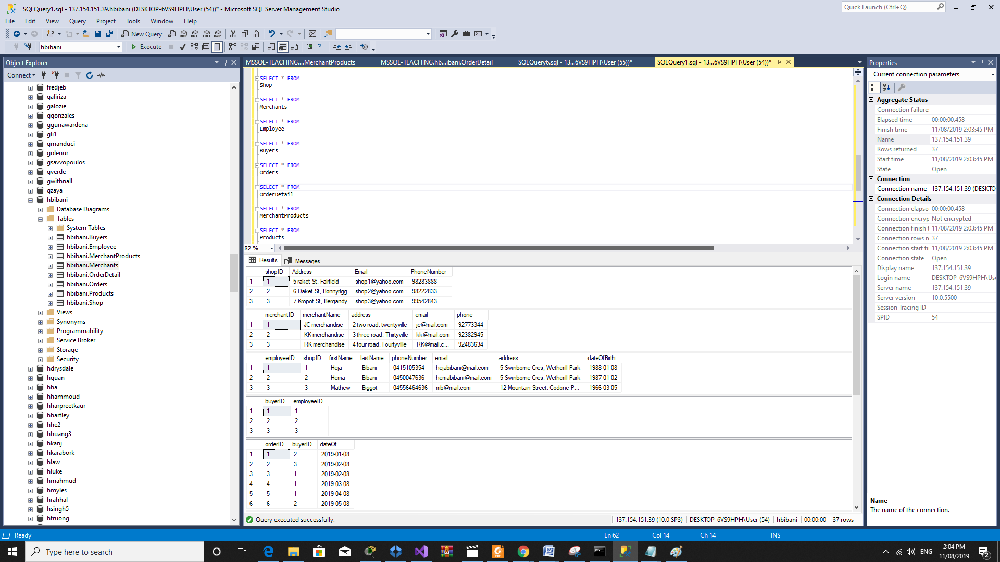 SQLQuery1.sql - 137.154.151.39.hbibani (DESKTOP-6VS9HPH\User (54))* - Microsoft SQL Server Management Studio
Quick Launch (Ctrl+Q)
File Edit View Query Project Tools Window Help
New Query
hbibani
Execute
Object Explorer
Connect
fredjeb
galiriza
galozie
ggonzales
ggunawardena
gli1
gmanduci
golenur
gsavvopoulos
gverde
gwithnall
gzaya
hbibani
Database Diagrams
Tables
System Tables
hbibani.Buyers
hbibani.Employee
hbibani.MerchantProducts
hbibani.Merchants
hbibani.OrderDetail
hbibani.Orders
hbibani.Products
hbibani.Shop
Views
Synonyms
Programmability
Service Broker
Storage
Security
hdrysdale
hguan
hha
hhammoud
hharpreetkaur
hhartley
hhe2
hhuang3
hkanj
hkarabork
hlaw
hluke
hmahmud
hmyles
hrahhal
hsingh5
htruong
MSSQL-TEACHING....MerchantProducts
MSSQL-TEACHING.hb...ibani.OrderDetail
SQLQuery6.sql - 13...6VS9HPH\User (55))*
SQLQuery1.sql - 13...6VS9HPH\User (54))*
SELECT * FROM
Shop
SELECT * FROM
Merchants
SELECT * FROM
Employee
SELECT * FROM
Buyers
SELECT * FROM
Orders
SELECT * FROM
OrderDetail
SELECT * FROM
MerchantProducts
SELECT * FROM
Products
82 %
Results Messages
shopID Address Email PhoneNumber
1 1 5 raket St, Fairfield shop1@yahoo.com 98283888
2 2 6 Daket St, Bonnyrigg shop2@yahoo.com 98222833
3 3 7 Kropot St, Bergandy shop3@yahoo.com 99542843
merchantID merchantName address email phone
1 1 JC merchandise 2 two road, twentyville jc@mail.com 92773344
2 2 KK merchandise 3 three road, Thirtyville kk@mail.com 92382945
3 3 RK merchandise 4 four road, Fourtyville RK@mail.c... 92483634
employeeID shopID firstName lastName phoneNumber email address dateOfBirth
1 1 1 Heja Bibani 0415105354 hejabibani@mail.com 5 Swinborne Cres, Wetherill Park 1988-01-08
2 2 2 Hema Bibani 0450047636 hemabibani@mail.com 5 Swinborne Cres, Wetherill Park 1987-01-02
3 3 3 Mathew Biggot 04556464636 mb@mail.com 12 Mountain Street, Codone P... 1966-03-05
buyerID employeeID
1 1 1
2 2 2
3 3 3
orderID buyerID dateOf
1 1 2 2019-01-08
2 2 3 2019-02-08
3 3 1 2019-02-08
4 4 1 2019-03-08
5 5 1 2019-04-08
6 6 2 2019-05-08
Query executed successfully.
137.154.151.39 (10.0 SP3) DESKTOP-6VS9HPH\User (54) hbibani 00:00:00 37 rows
Properties
Current connection parameters
Aggregate Status
Connection failures
Elapsed time 00:00:00.458
Finish time 11/08/2019 2:03:45 PM
Name 137.154.151.39
Rows returned 37
Start time 11/08/2019 2:03:45 PM
State Open
Connection
Connection name 137.154.151.39 (DESKTO
Connection Details
Connection elapse 00:00:00.458
Connection encryp Not encrypted
Connection finish t 11/08/2019 2:03:45 PM
Connection rows re 37
Connection start ti 11/08/2019 2:03:45 PM
Connection state Open
Display name 137.154.151.39
Login name DESKTOP-6VS9HPH\Use
Server name 137.154.151.39
Server version 10.0.5500
Session Tracing ID
SPID 54
Name
The name of the connection.
Ready
Ln 62 Col 14 Ch 14 INS
Type here to search
ENG
2:04 PM
11/08/2019
2